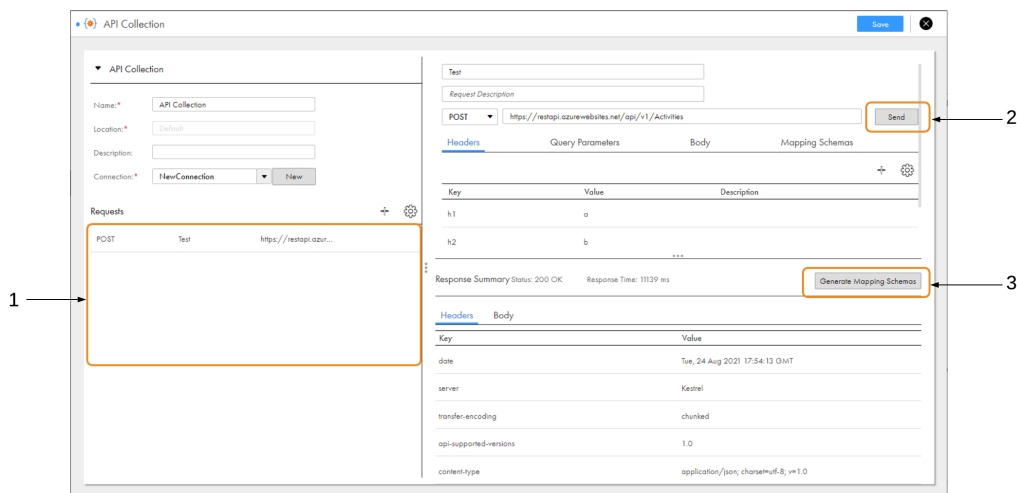 API Collection
Save
API Collection
Name:*
API Collection
Location:*
Default
Description:
Connection:*
NewConnection
New
Requests
POST Test https://restapi.azur...
1
Test
Request Description
POST
https://restapi.azurewebsites.net/api/v1/Activities
Send
2
Headers Query Parameters Body Mapping Schemas
Key Value Description
h1 a
h2 b
Response Summary Status: 200 OK Response Time: 11139 ms
Generate Mapping Schemas
3
Headers Body
Key Value
date Tue, 24 Aug 2021 17:54:13 GMT
server Kestrel
transfer-encoding chunked
api-supported-versions 1.0
content-type application/json; charset=utf-8; v=1.0